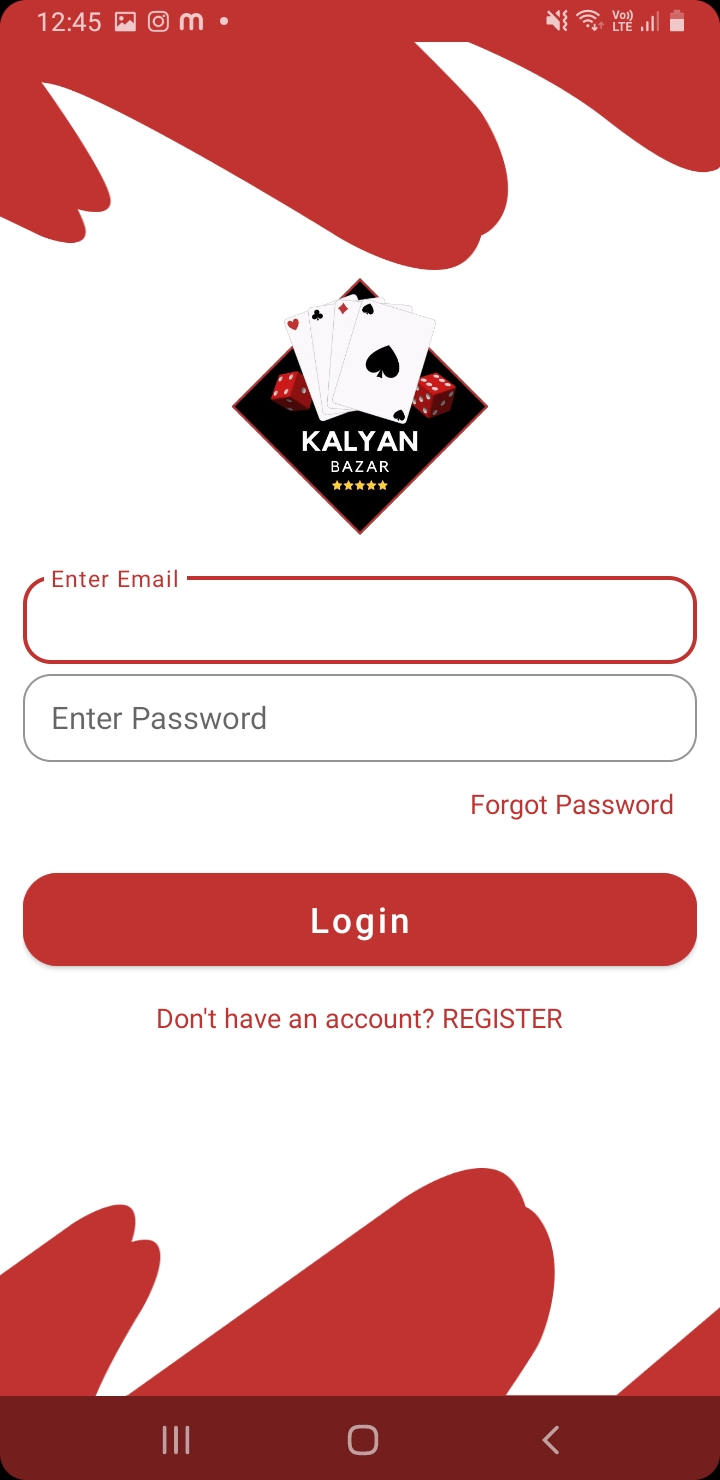 12:45
Vo))
LTE
KALYAN
BAZAR
Enter Email
Enter Password
Forgot Password
Login
Don't have an account? REGISTER